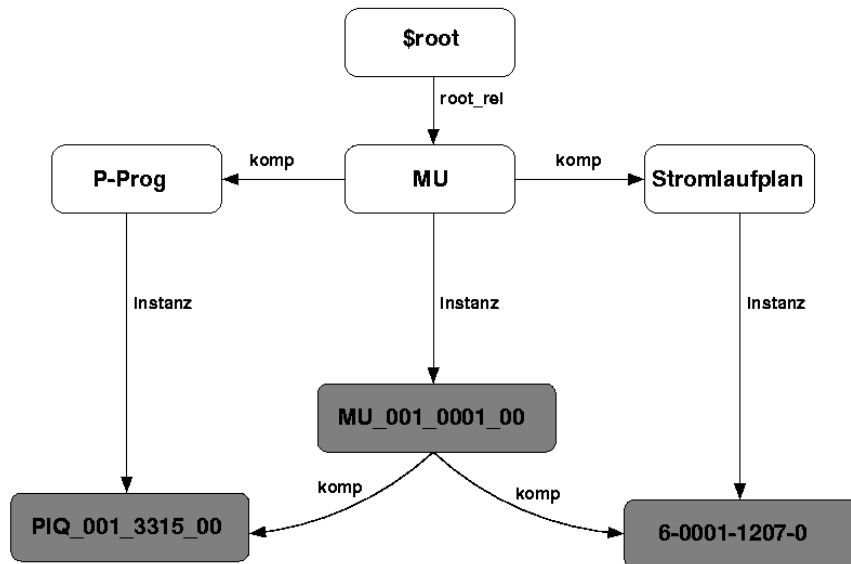 $root
root_rel
komp
komp
P-Prog
MU
Stromlaufplan
Instanz
Instanz
Instanz
MU_001_0001_00
komp
komp
PIQ_001_3315_00
6-0001-1207-0